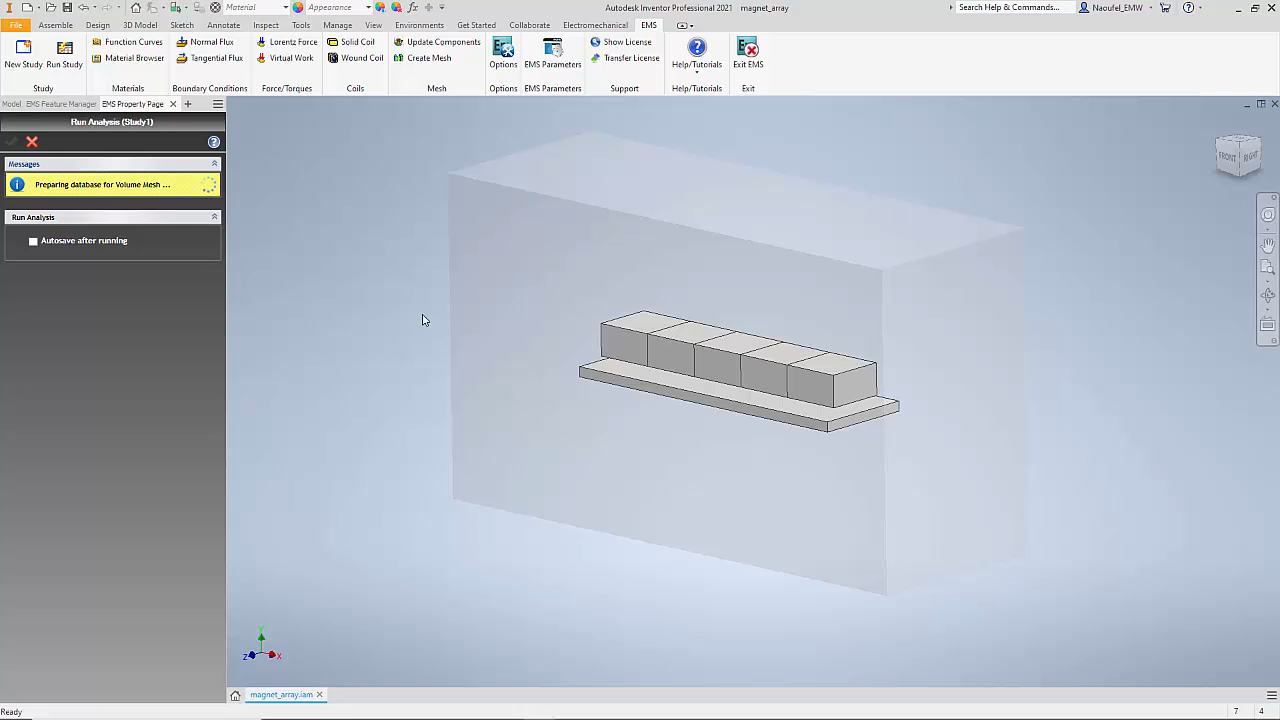 Material
Appearance
Autodesk Inventor Professional 2021 magnet_array
Search Help & Commands...
Naoufel_EMW
File Assemble Design 3D Model Sketch Annotate Inspect Tools Manage View Environments Get Started Collaborate Electromechanical EMS
Function Curves Normal Flux Lorentz Force Solid Coil Update Components Show License
New Study Run Study Material Browser Tangential Flux Virtual Work Wound Coil Create Mesh Options EMS Parameters Transfer License Help/Tutorials Exit EMS
Study Materials Boundary Conditions Force/Torques Coils Mesh Options EMS Parameters Support Help/Tutorials Exit
Model EMS Feature Manager EMS Property Page
Run Analysis (Study1)
Messages
Preparing database for Volume Mesh ...
Run Analysis
Autosave after running
FRONT RIGHT
Y
Z X
magnet_array.iam
Ready 7 4